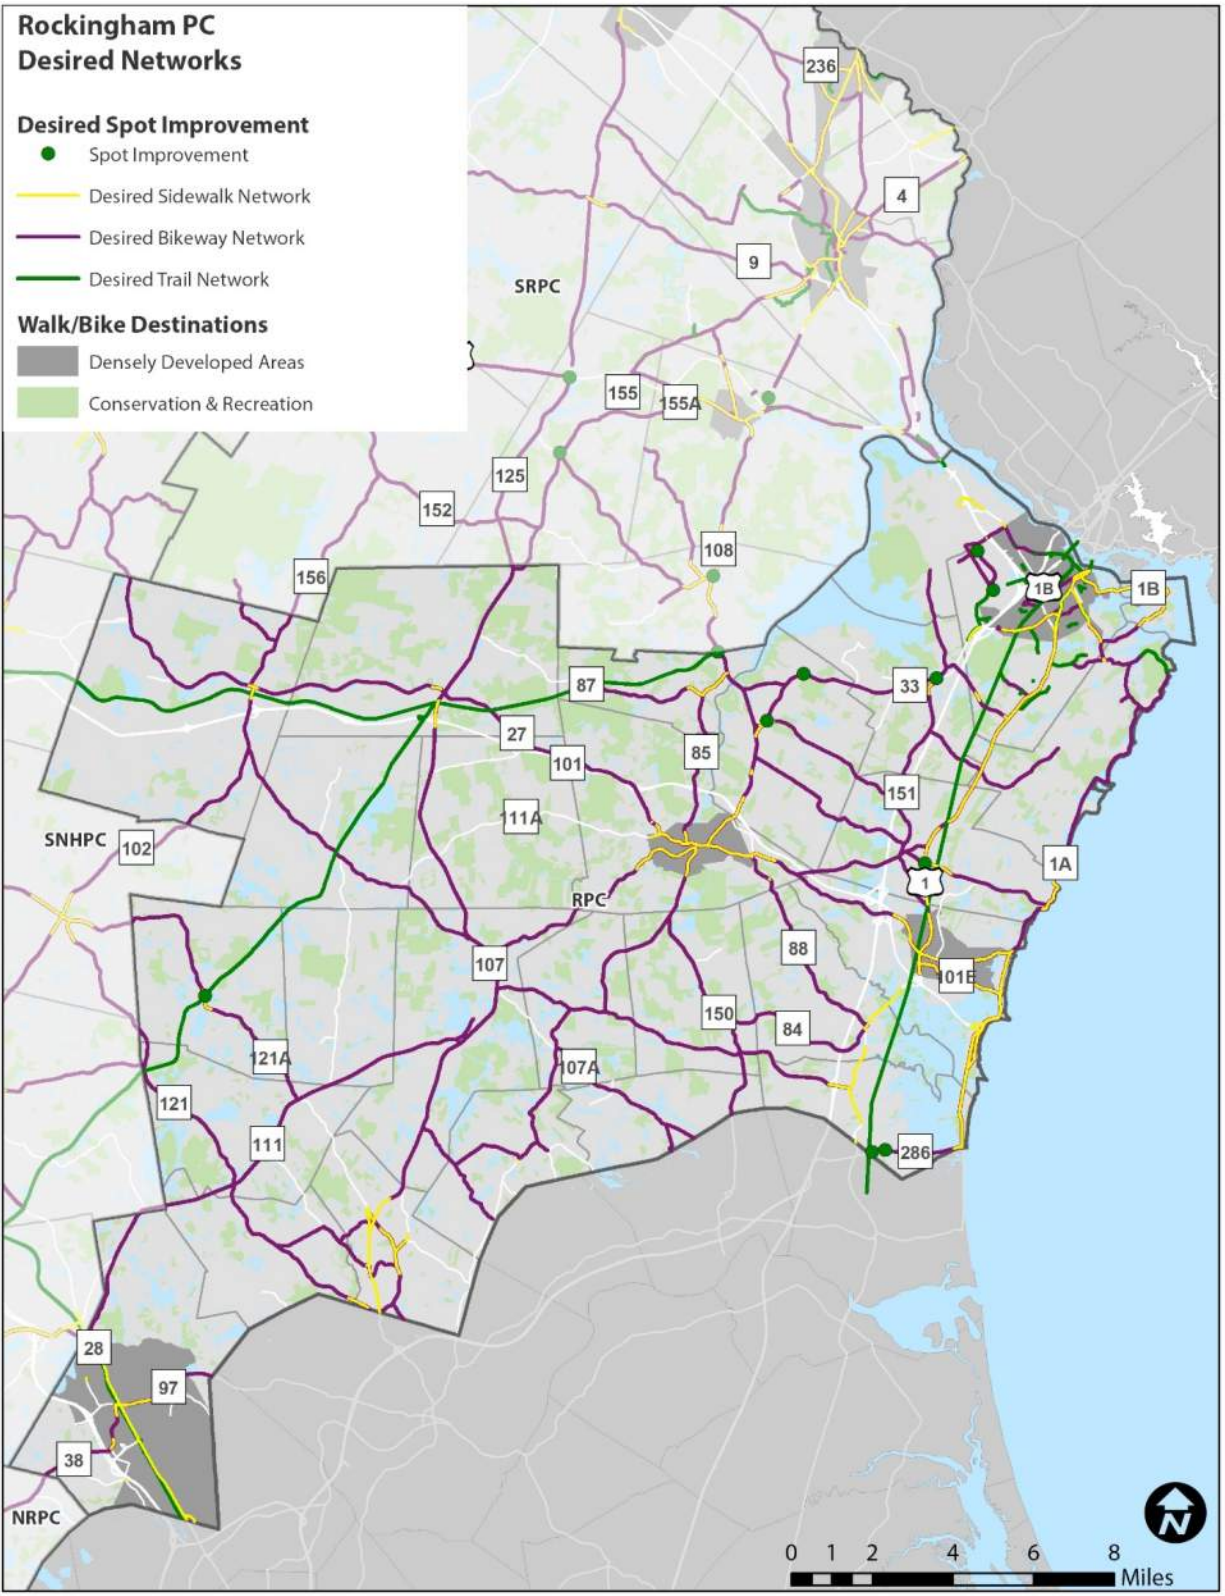 Rockingham PC
Desired Networks
Desired Spot Improvement
Spot Improvement
Desired Sidewalk Network
Desired Bikeway Network
Desired Trail Network
Walk/Bike Destinations
Densely Developed Areas
Conservation & Recreation
236
4
9
SRPC
155
155A
125
152
108
156
1B
1B
87
33
27
85
101
151
111A
SNHPC
102
1A
1
RPC
88
107
101E
150
84
121A
107A
121
111
286
28
97
38
NRPC
N
0 1 2 4 6 8
Miles